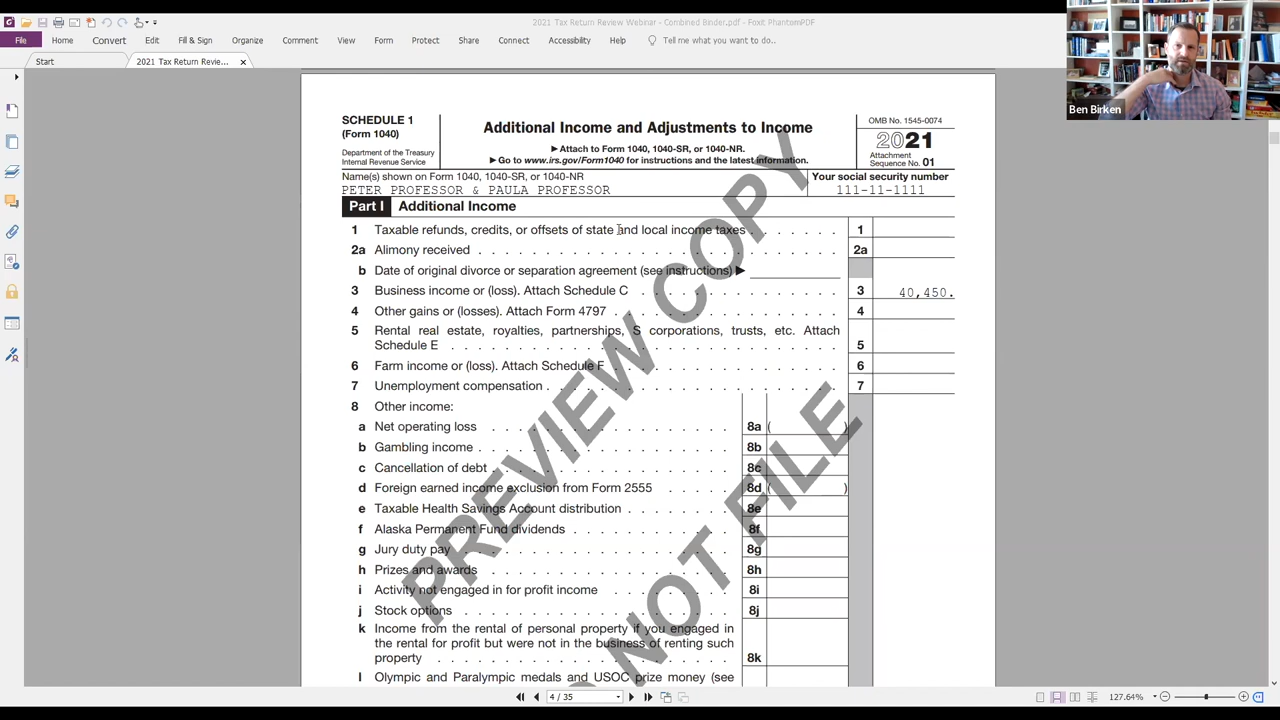 2021 Tax Return Review Webinar - Combined Binder.pdf - Foxit PhantomPDF
File Home Convert Edit Fill & Sign Organize Comment View Form Protect Share Connect Accessibility Help Tell me what you want to do..
Start 2021 Tax Return Revie... ×
Ben Birken
SCHEDULE 1
(Form 1040)
Department of the Treasury
Internal Revenue Service
Additional Income and Adjustments to Income
►Attach to Form 1040, 1040-SR, or 1040-NR.
►Go to www.irs.gov/Form1040 for instructions and the latest information.
OMB No. 1545-0074
2021
Attachment
Sequence No. 01
Name(s) shown on Form 1040, 1040-SR, or 1040-NR
PETER PROFESSOR & PAULA PROFESSOR
Your social security number
111-11-1111
Part I Additional Income
1 Taxable refunds, credits, or offsets of state and local income taxes . . . . . 1
2a Alimony received . . . . . 2a
b Date of original divorce or separation agreement (see instructions) ►
3 Business income or (loss). Attach Schedule C . . . . . 3 40,450.
4 Other gains or (losses). Attach Form 4797 . . . . . 4
5 Rental real estate, royalties, partnerships, S corporations, trusts, etc. Attach
Schedule E . . . . . 5
6 Farm income or (loss). Attach Schedule F . . . . . 6
7 Unemployment compensation . . . . . 7
8 Other income:
a Net operating loss . . . . . 8a ( )
b Gambling income . . . . . 8b
c Cancellation of debt . . . . . 8c
d Foreign earned income exclusion from Form 2555 . . . . . 8d ( )
e Taxable Health Savings Account distribution . . . . . 8e
f Alaska Permanent Fund dividends . . . . . 8f
g Jury duty pay . . . . . 8g
h Prizes and awards . . . . . 8h
i Activity not engaged in for profit income . . . . . 8i
j Stock options . . . . . 8j
k Income from the rental of personal property if you engaged in
the rental for profit but were not in the business of renting such
property . . . . . 8k
l Olympic and Paralympic medals and USOC prize money (see
PREVIEW COPY
NOT FILE
4 / 35
127.64%